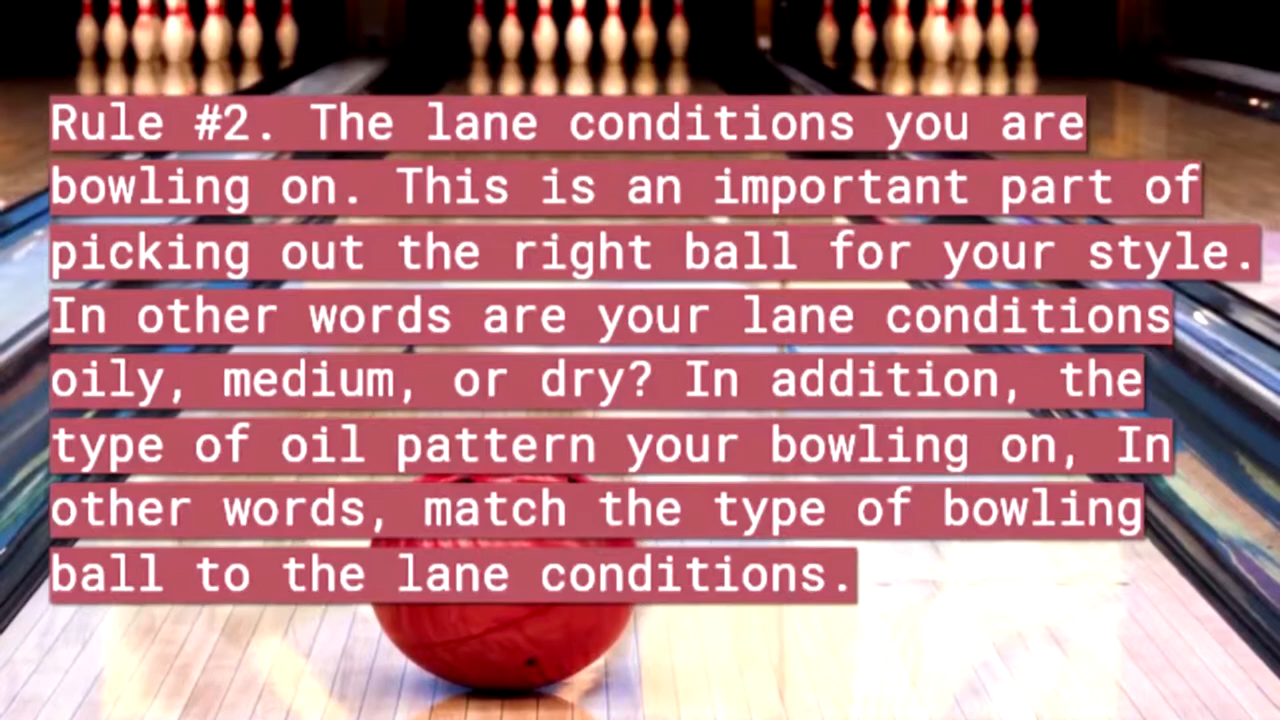 Rule #2. The lane conditions you are
bowling on. This is an important part of
picking out the right ball for your style.
In other words are your lane conditions
oily, medium, or dry? In addition, the
type of oil pattern your bowling on, In
other words, match the type of bowling
ball to the lane conditions.